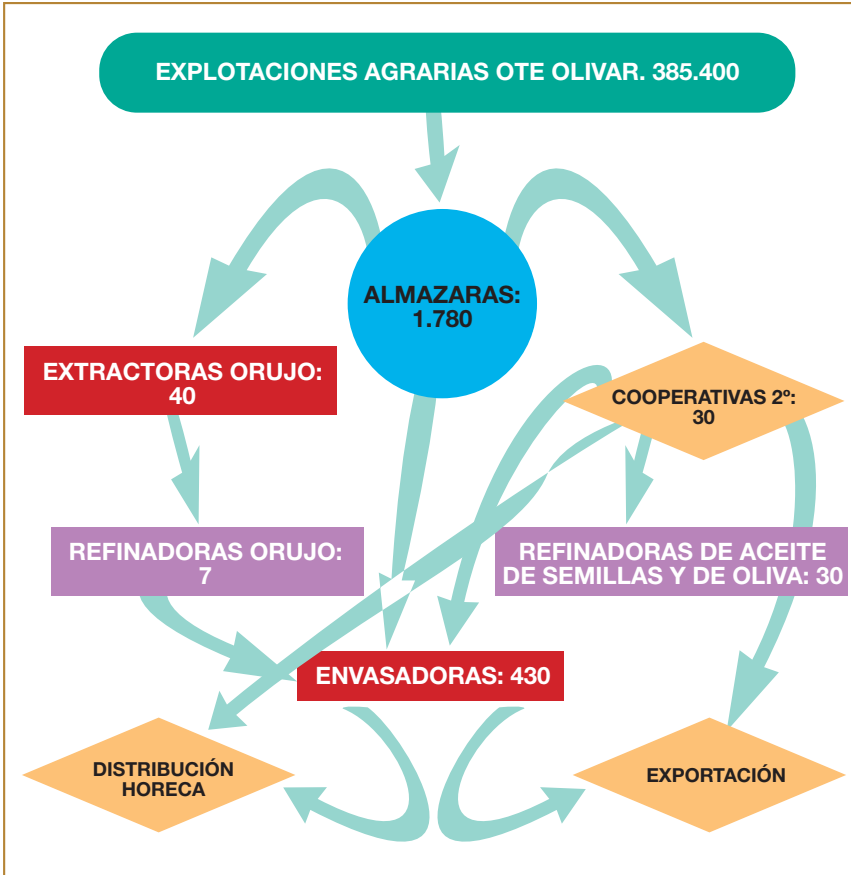 EXPLOTACIONES AGRARIAS OTE OLIVAR. 385.400
ALMAZARAS:
1.780
EXTRACTORAS ORUJO:
40
COOPERATIVAS 2º:
30
REFINADORAS ORUJO:
7
REFINADORAS DE ACEITE
DE SEMILLAS Y DE OLIVA: 30
ENVASADORAS: 430
DISTRIBUCIÓN
HORECA
EXPORTACIÓN